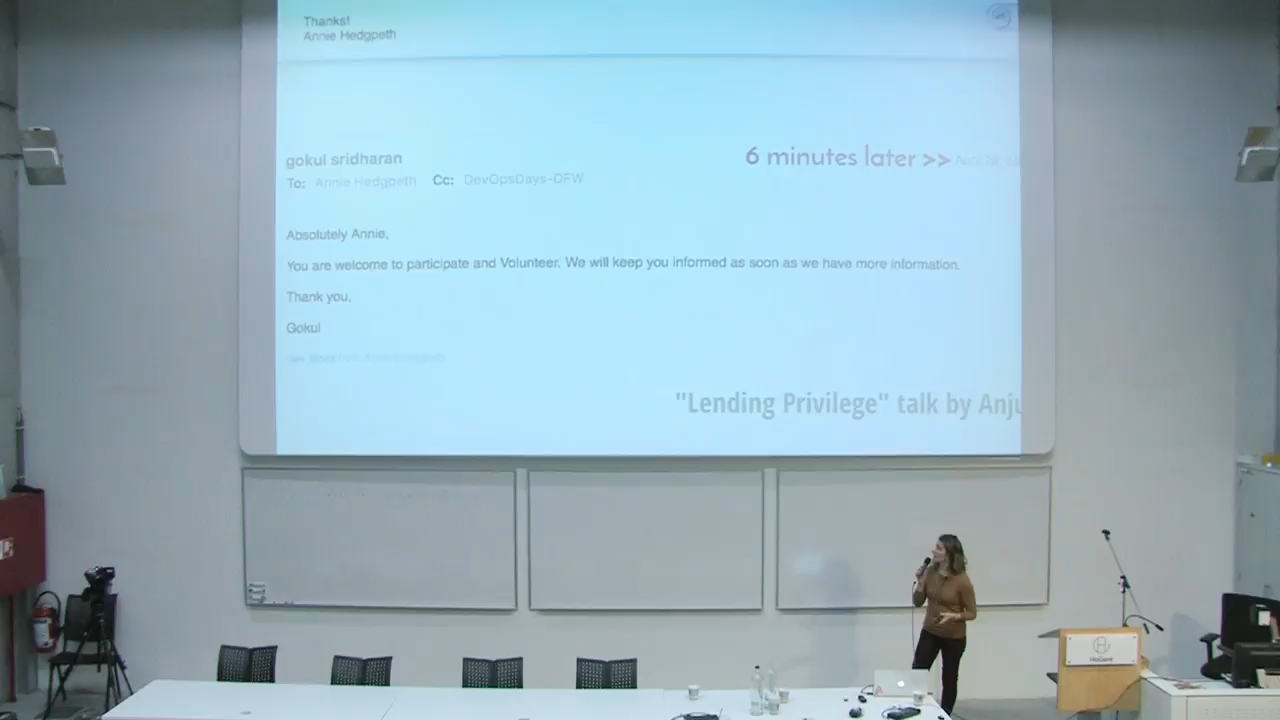 Thanks!
Annie Hedgpeth
gokul sridharan
6 minutes later >>
To: Annie Hedgpeth Cc: DevOpsDays-DFW
Absolutely Annie,
You are welcome to participate and Volunteer. We will keep you informed as soon as we have more information.
Thank you,
Gokul
"Lending Privilege" talk by Anju
HoGent